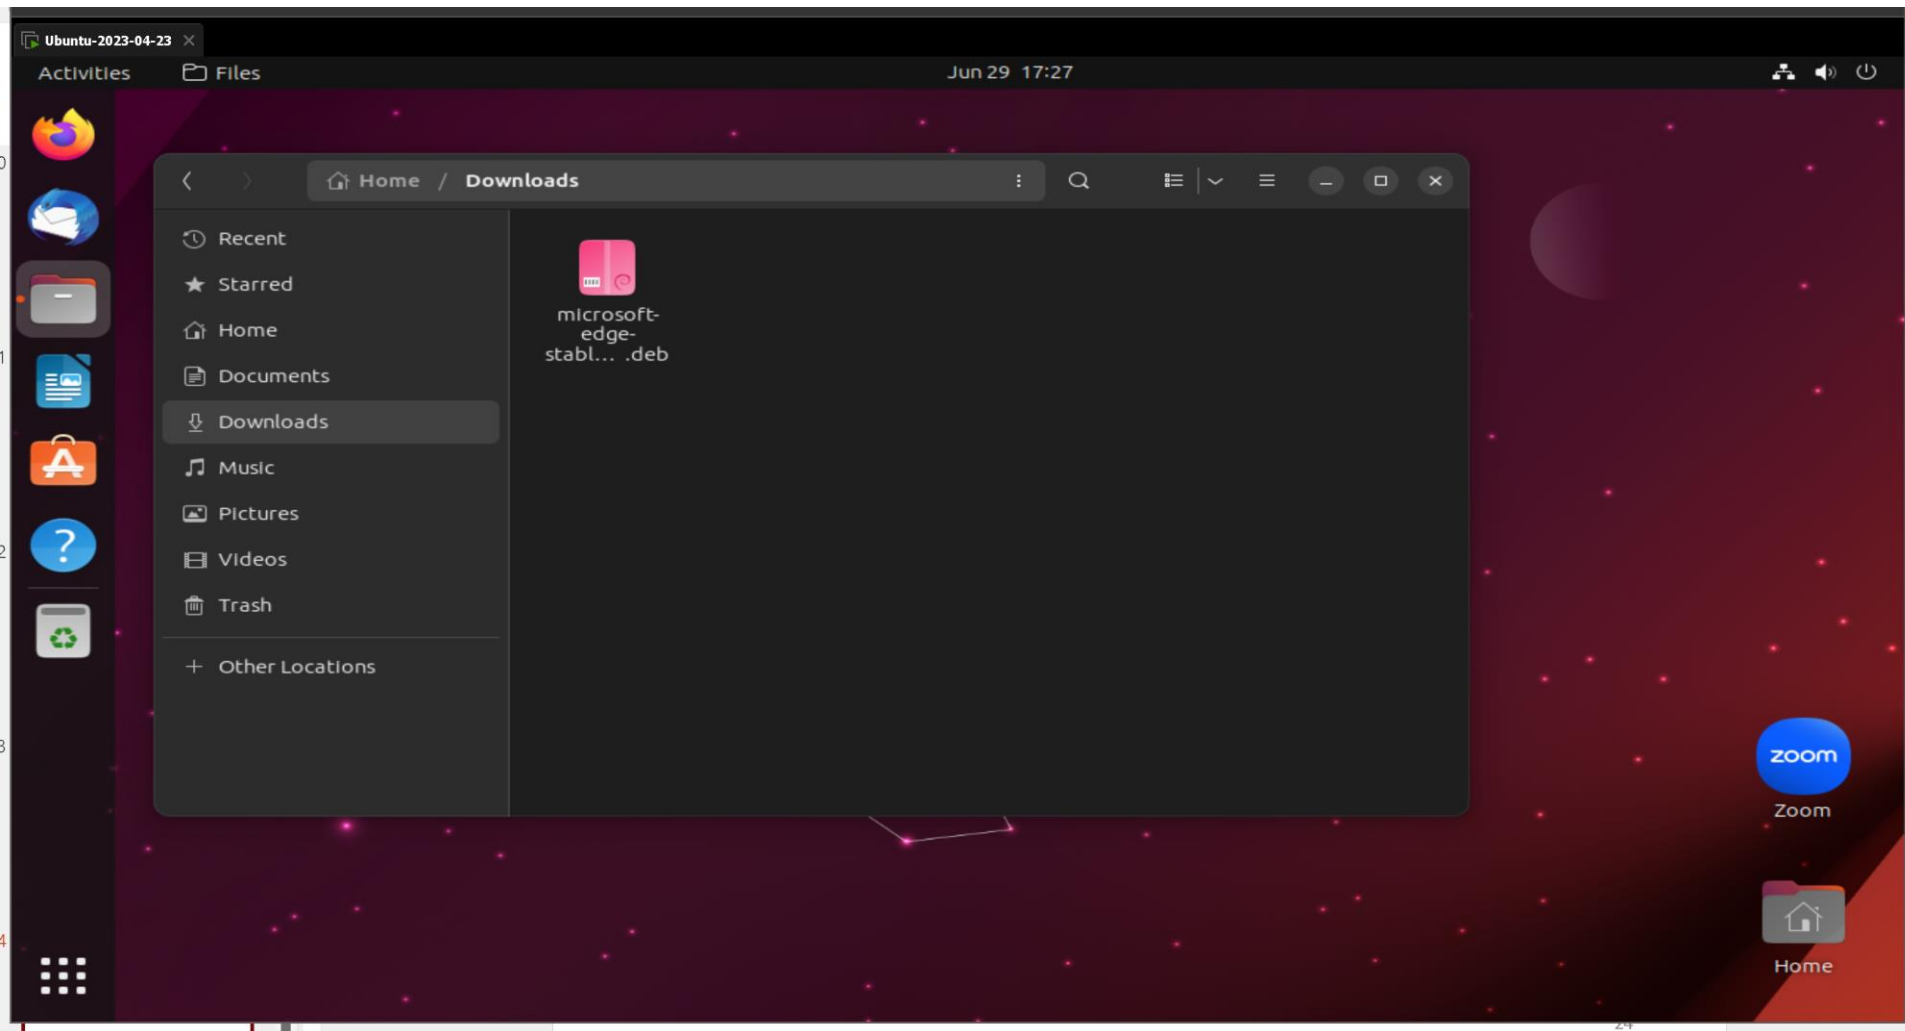 Ubuntu-2023-04-23
Activities
Files
Jun 29 17:27
Home / Downloads
Recent
Starred
Home
Documents
Downloads
Music
Pictures
Videos
Trash
Other Locations
microsoft-
edge-
stabl... .deb
zoom
Zoom
Home